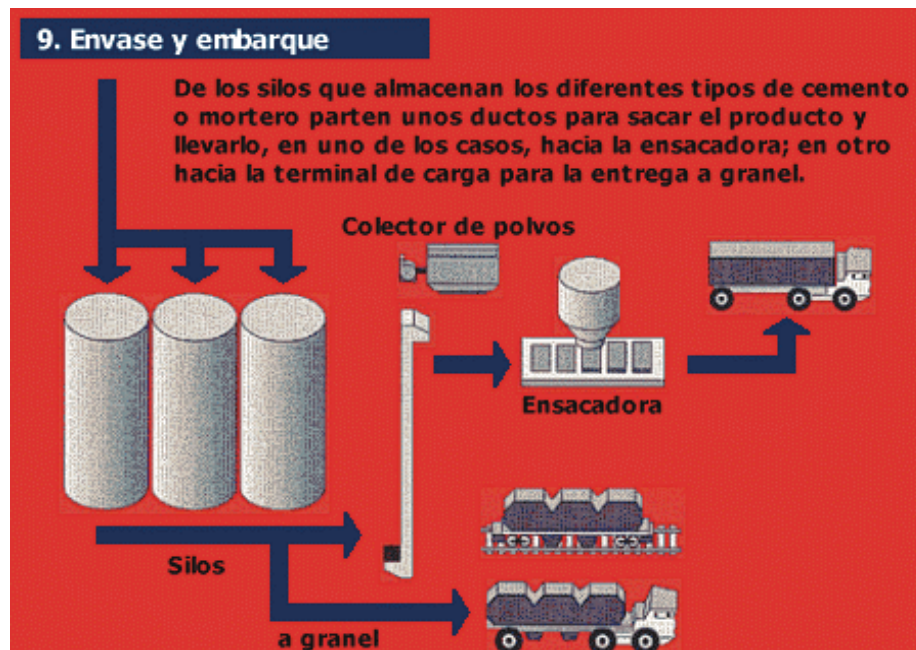 9. Envase y embarque
De los silos que almacenan los diferentes tipos de cemento
o mortero parten unos ductos para sacar el producto y
llevarlo, en uno de los casos, hacia la ensacadora; en otro
hacia la terminal de carga para la entrega a granel.
Colector de polvos
Ensacadora
Silos
a granel